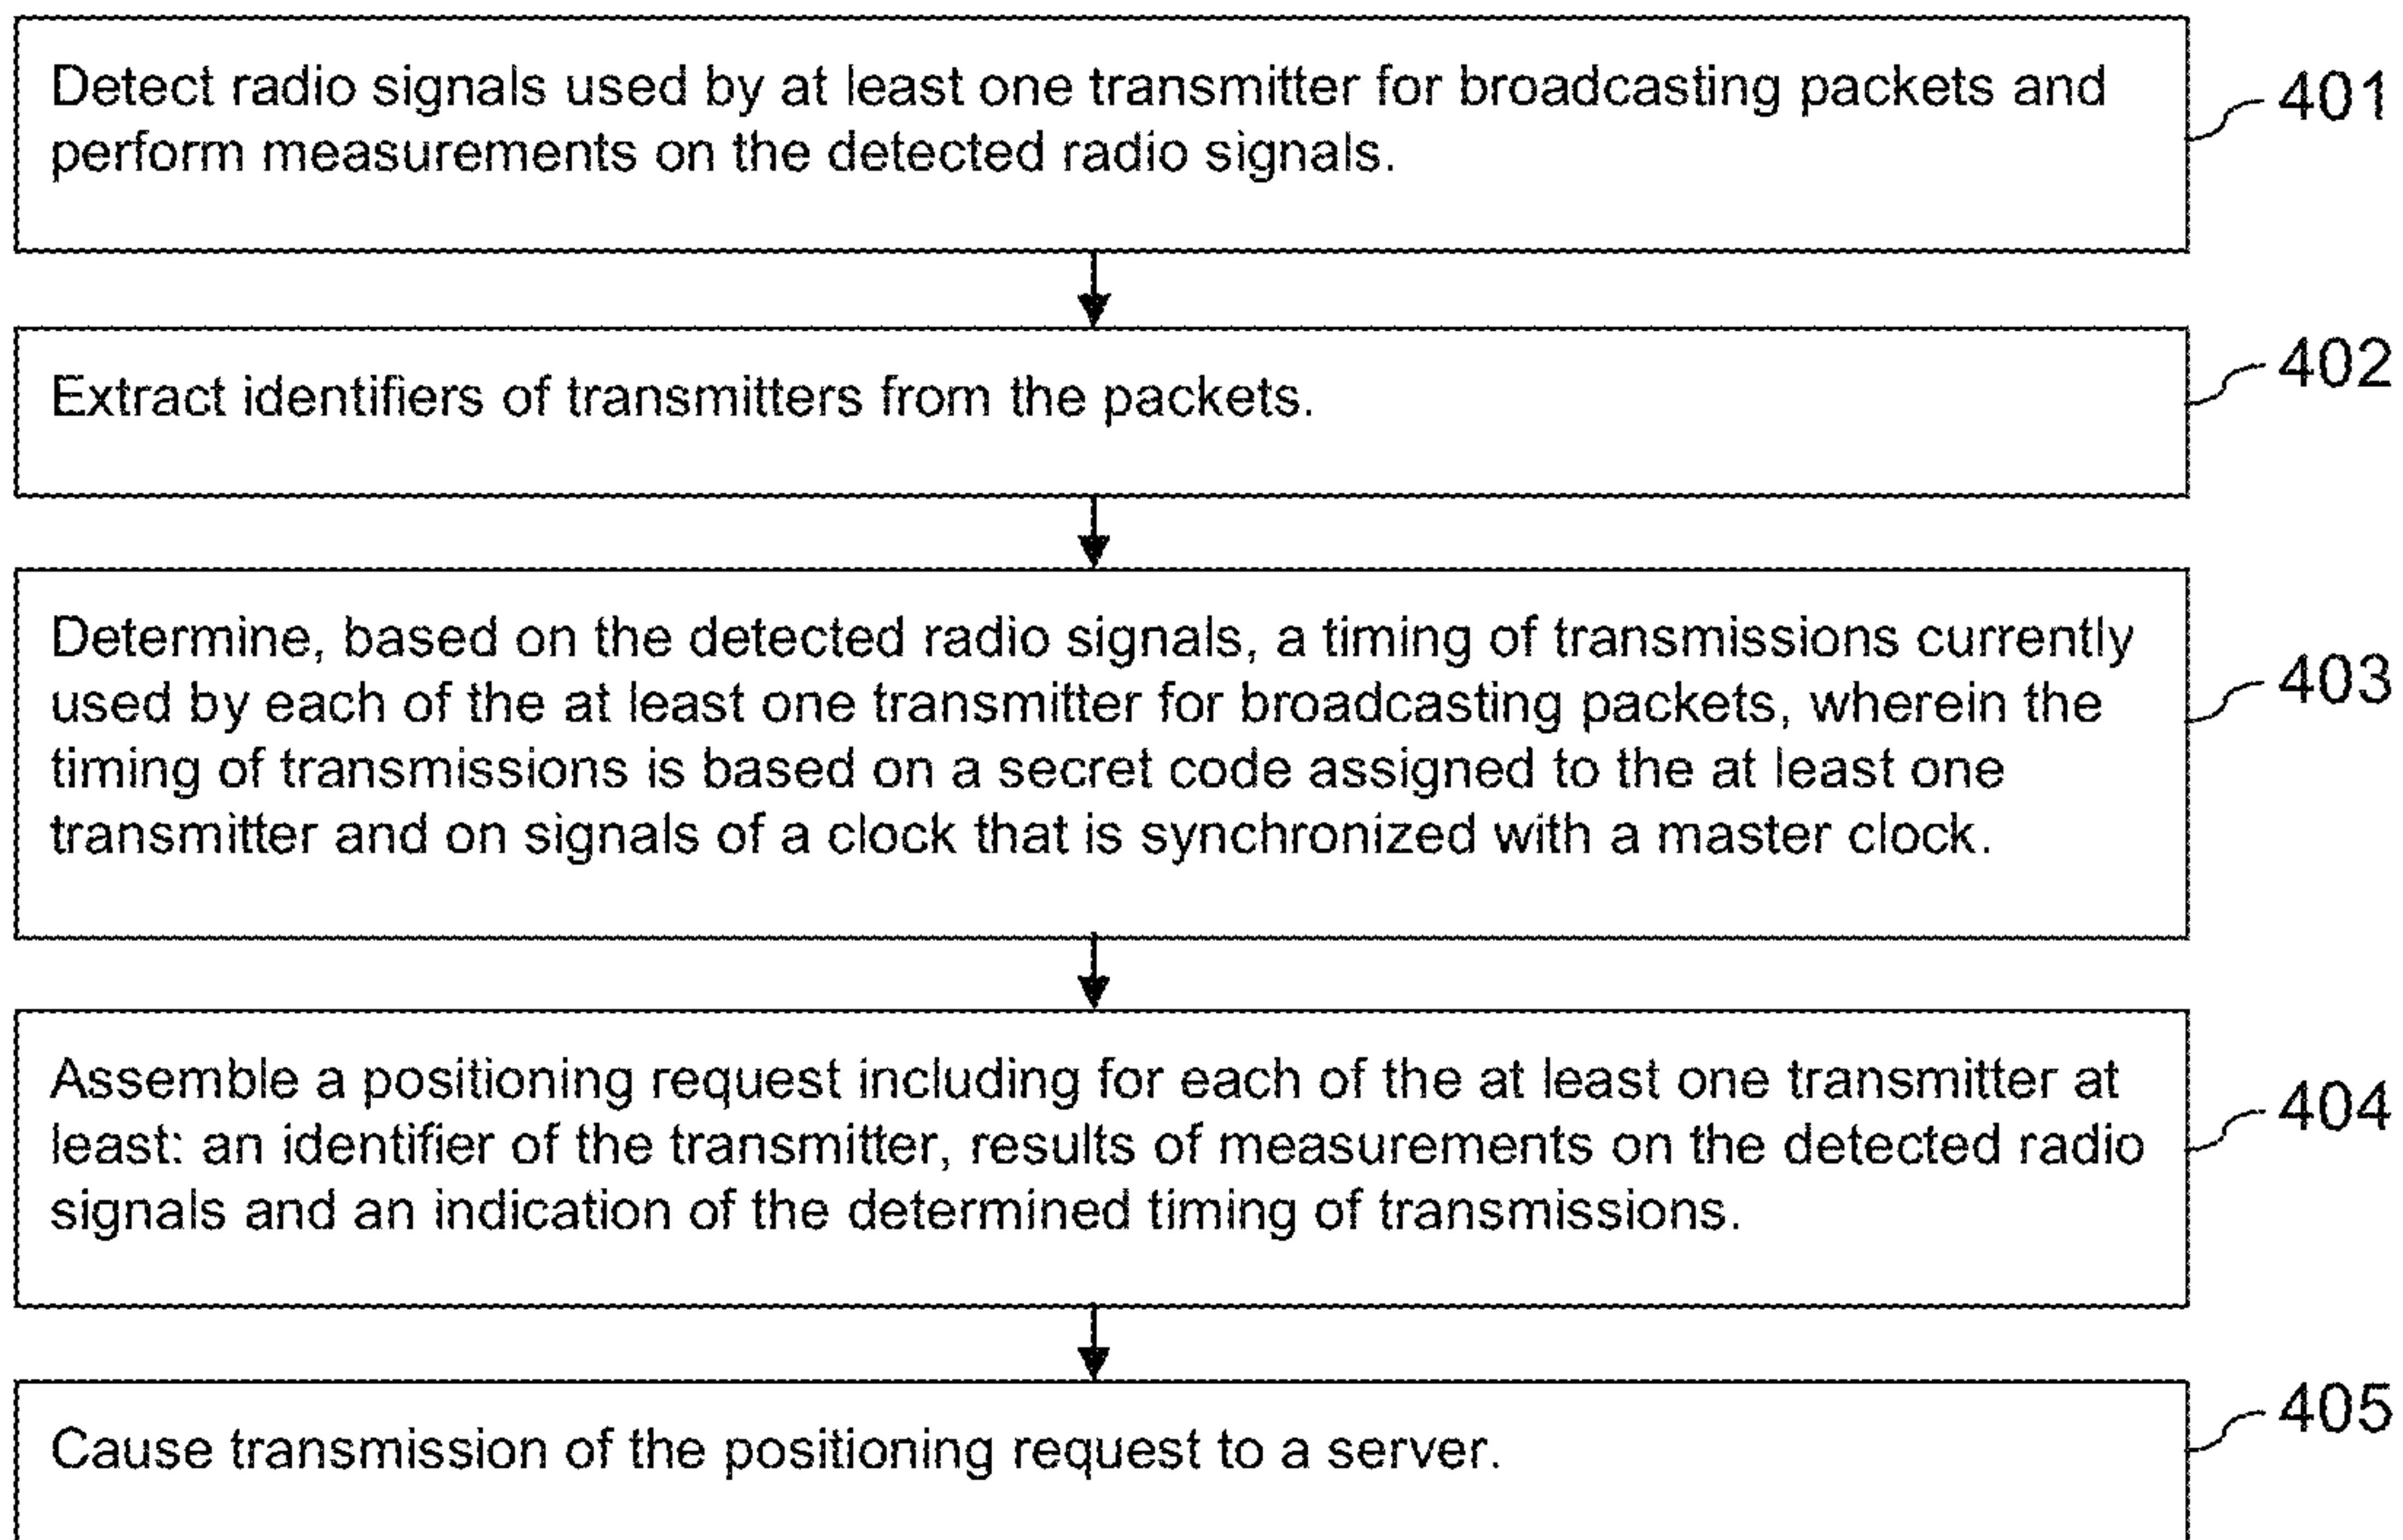 Detect radio signals used by at least one transmitter for broadcasting packets and
perform measurements on the detected radio signals.
401
Extract identifiers of transmitters from the packets.
402
Determine, based on the detected radio signals, a timing of transmissions currently
used by each of the at least one transmitter for broadcasting packets, wherein the
timing of transmissions is based on a secret code assigned to the at least one
transmitter and on signals of a clock that is synchronized with a master clock.
403
Assemble a positioning request including for each of the at least one transmitter at
least: an identifier of the transmitter, results of measurements on the detected radio
signals and an indication of the determined timing of transmissions.
404
Cause transmission of the positioning request to a server.
405